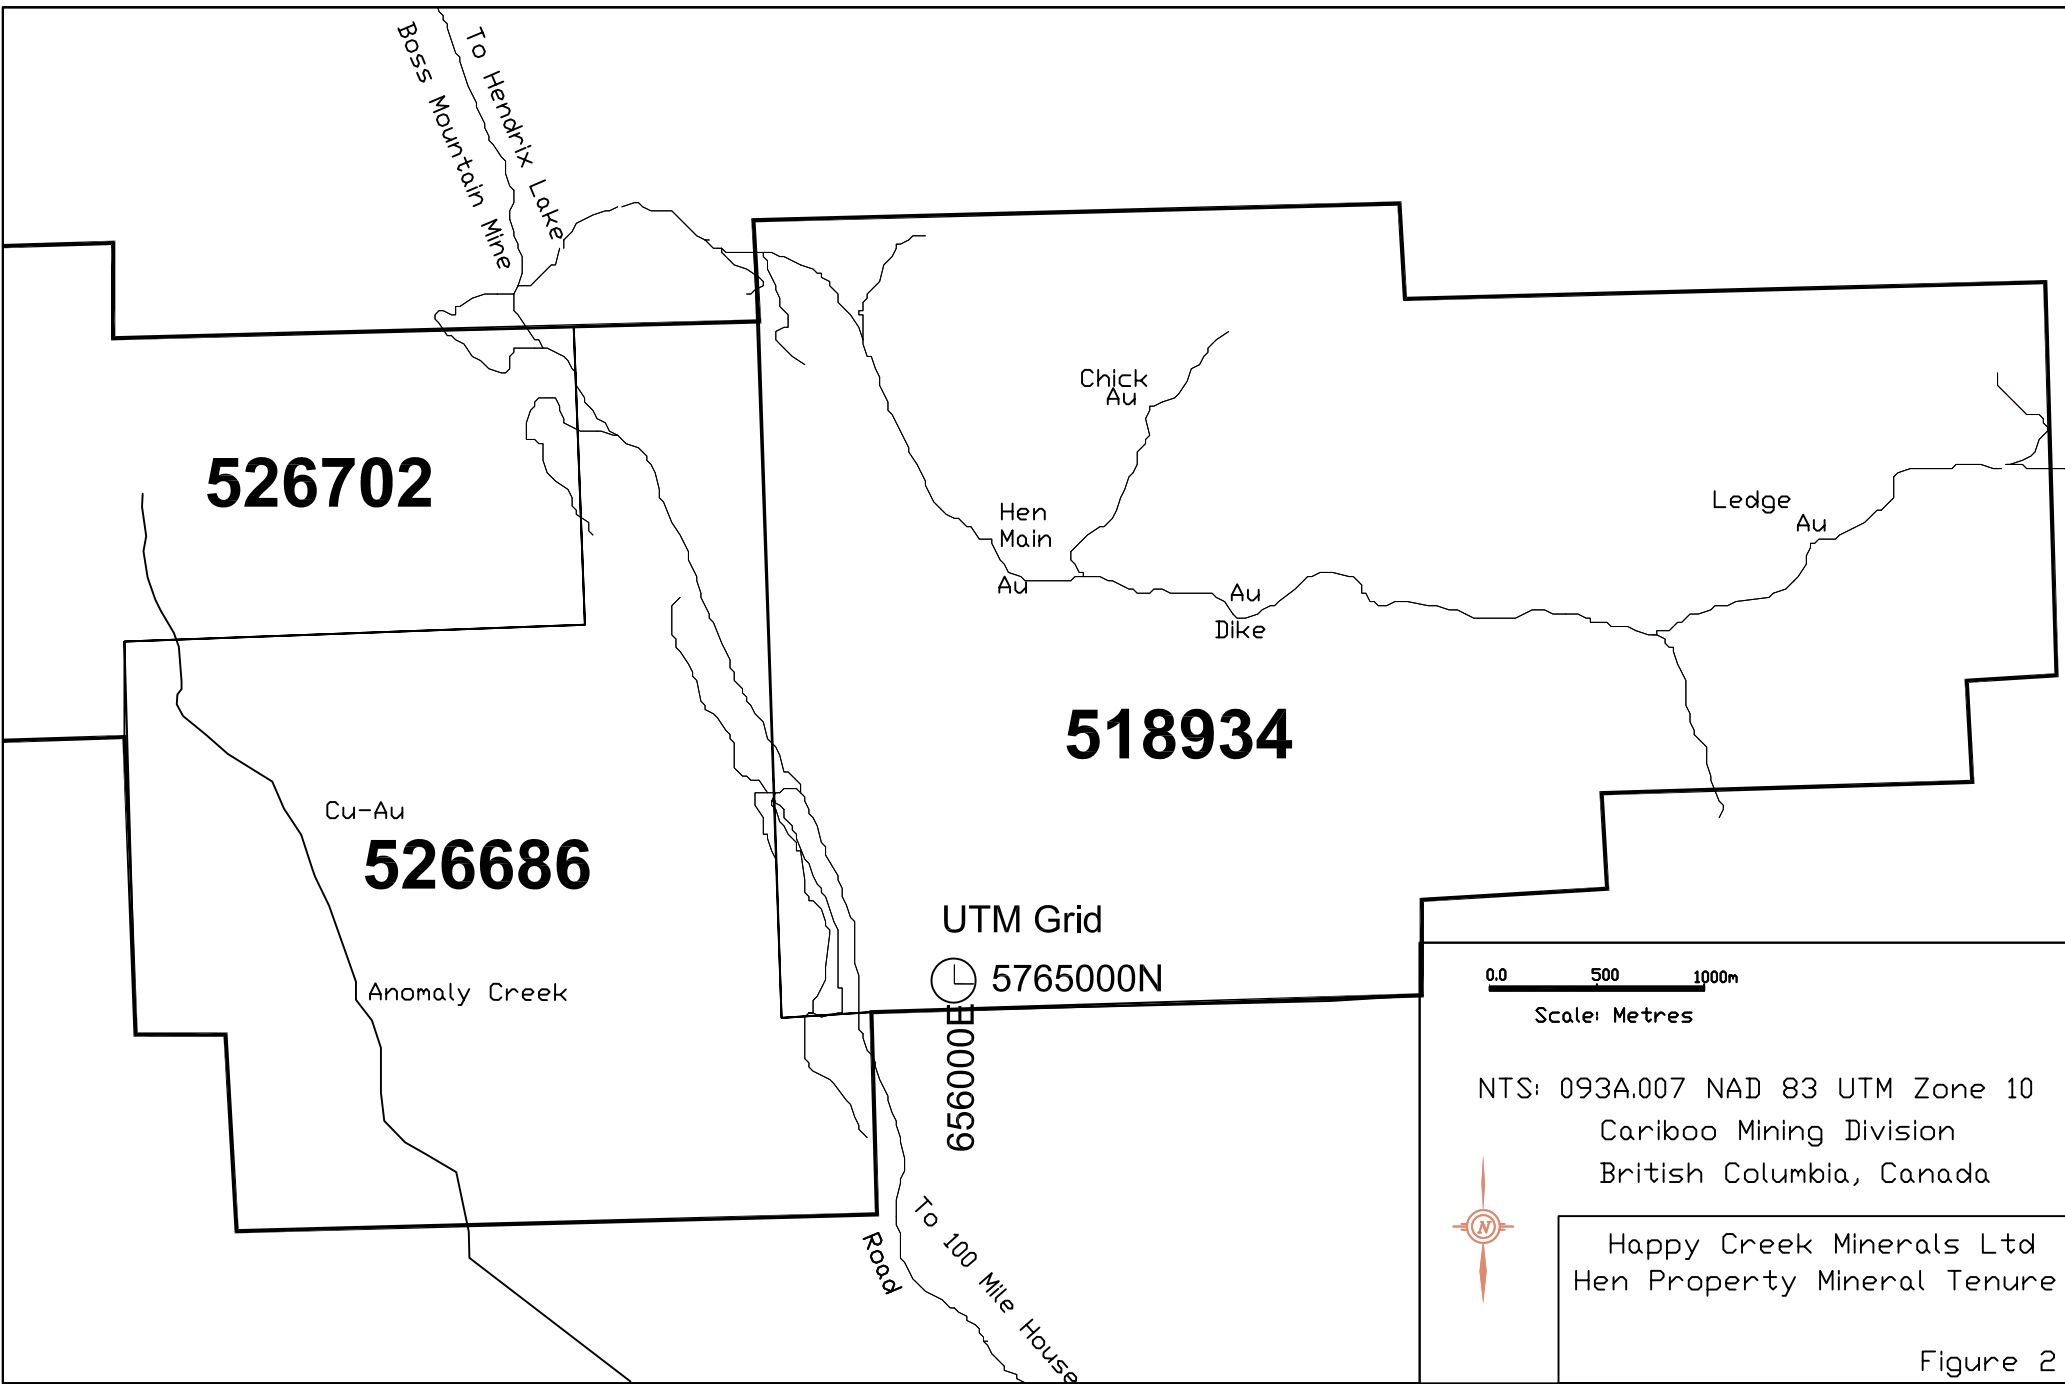 To Hendrix Lake
Boss Mountain Mine
Chick
Au
526702
Ledge
Au
Hen
Main
Au
Au
Dike
518934
Cu-Au
526686
UTM Grid
5765000N
656000E
Anomaly Creek
0.0 500 1000m
Scale: Metres
NTS: 093A.007 NAD 83 UTM Zone 10
Cariboo Mining Division
British Columbia, Canada
N
To 100 Mile House
Road
Happy Creek Minerals Ltd
Hen Property Mineral Tenure
Figure 2